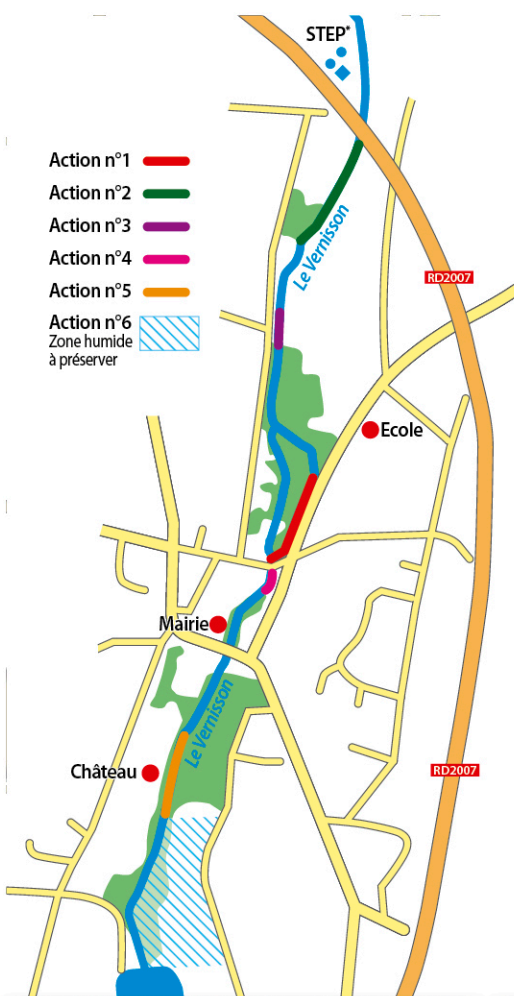 STEP*
Action n°1
Action n°2
Action n°3
Action n°4
Action n°5
Action n°6
Zone humide
à préserver
Le Vernisson
RD2007
Ecole
Mairie
Le Vernisson
Château
RD2007